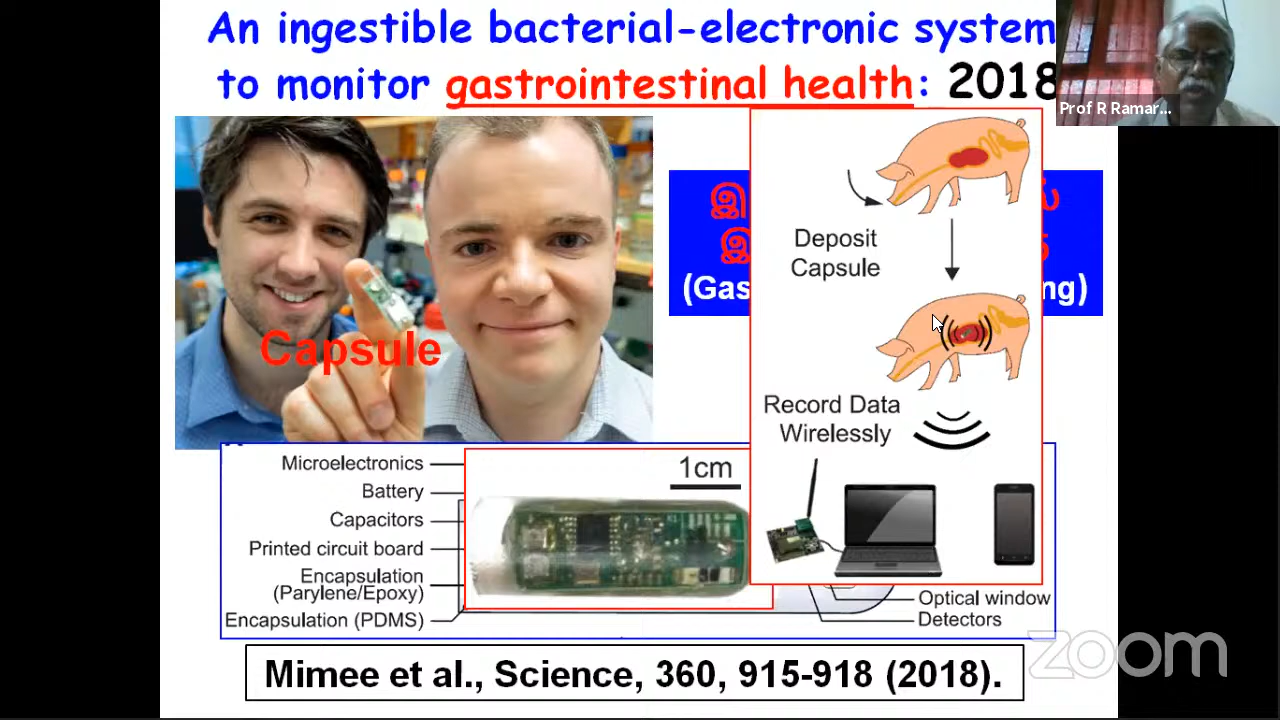 An ingestible bacterial-electronic system
to monitor gastrointestinal health: 2018
Prof R Ramar...
Capsule
(Gas
ng)
Deposit
Capsule
Record Data
Wirelessly
Microelectronics
Battery
Capacitors
Printed circuit board
Encapsulation
(Parylene/Epoxy)
Encapsulation (PDMS)
1cm
Optical window
Detectors
Mimee et al., Science, 360, 915-918 (2018).
zoom